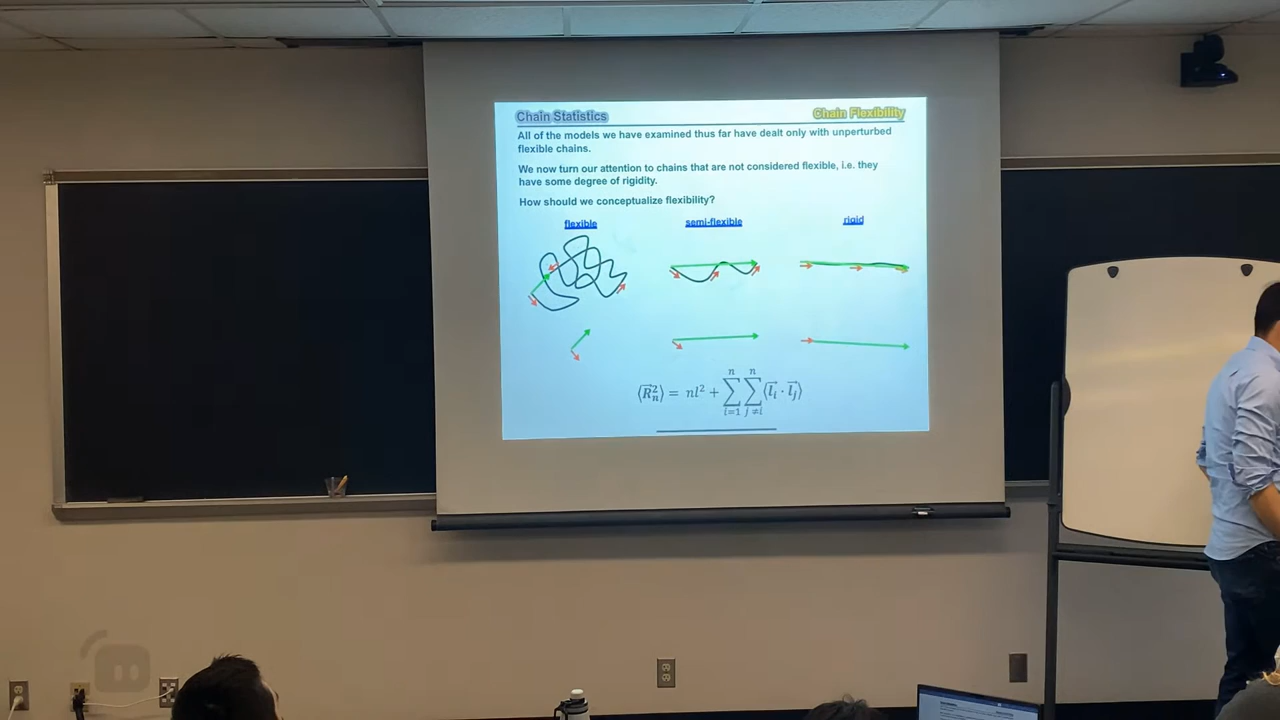 Chain Statistics
Chain Flexibility
All of the models we have examined thus far have dealt only with unperturbed
flexible chains.
We now turn our attention to chains that are not considered flexible, i.e. they
have some degree of rigidity.
How should we conceptualize flexibility?
flexible semi-flexible rigid
⟨R⃗ₙ²⟩ = nl² + ∑ᵢ₌₁ⁿ ∑ⱼ≠ᵢⁿ ⟨l⃗ᵢ · l⃗ⱼ⟩